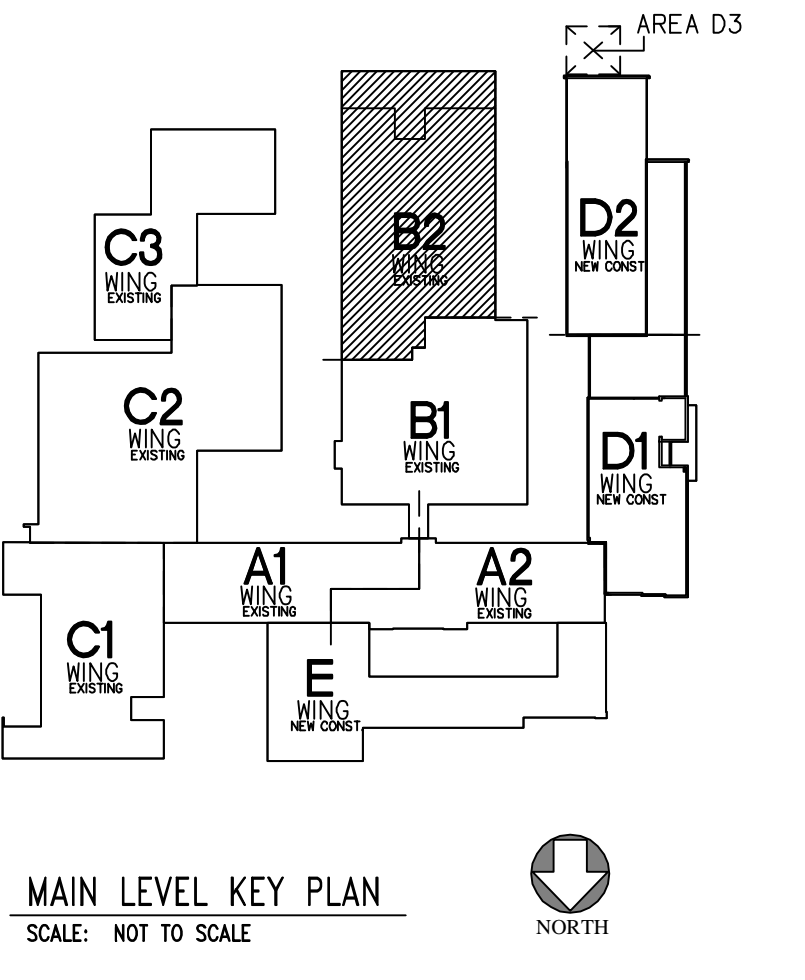 AREA D3
D2
WING
NEW CONST
B2
WING
EXISTING
C3
WING
EXISTING
C2
WING
EXISTING
B1
WING
EXISTING
D1
WING
NEW CONST
A1
WING
EXISTING
A2
WING
EXISTING
C1
WING
EXISTING
E
WING
NEW CONST.
MAIN LEVEL KEY PLAN
SCALE: NOT TO SCALE
NORTH